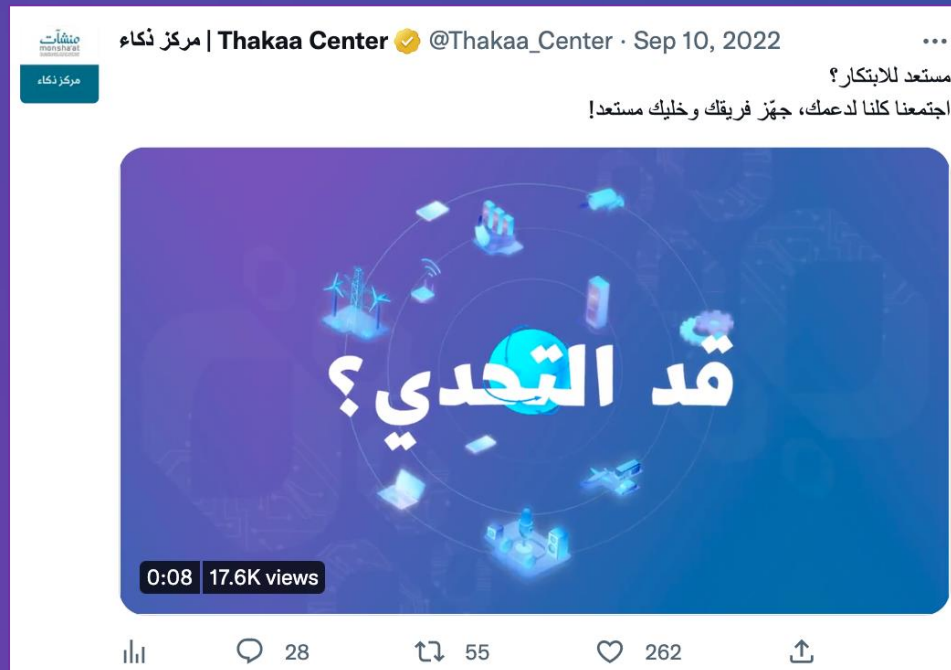 منشآت
monsha'at
مركز ذكاء
مركز ذكاء | Thakaa Center @Thakaa_Center · Sep 10, 2022
مستعد للابتكار؟
اجتمعنا كلنا لدعمك، جهّز فريقك وخليك مستعد!
قد التحدي؟
0:08 17.6K views
28 55 262